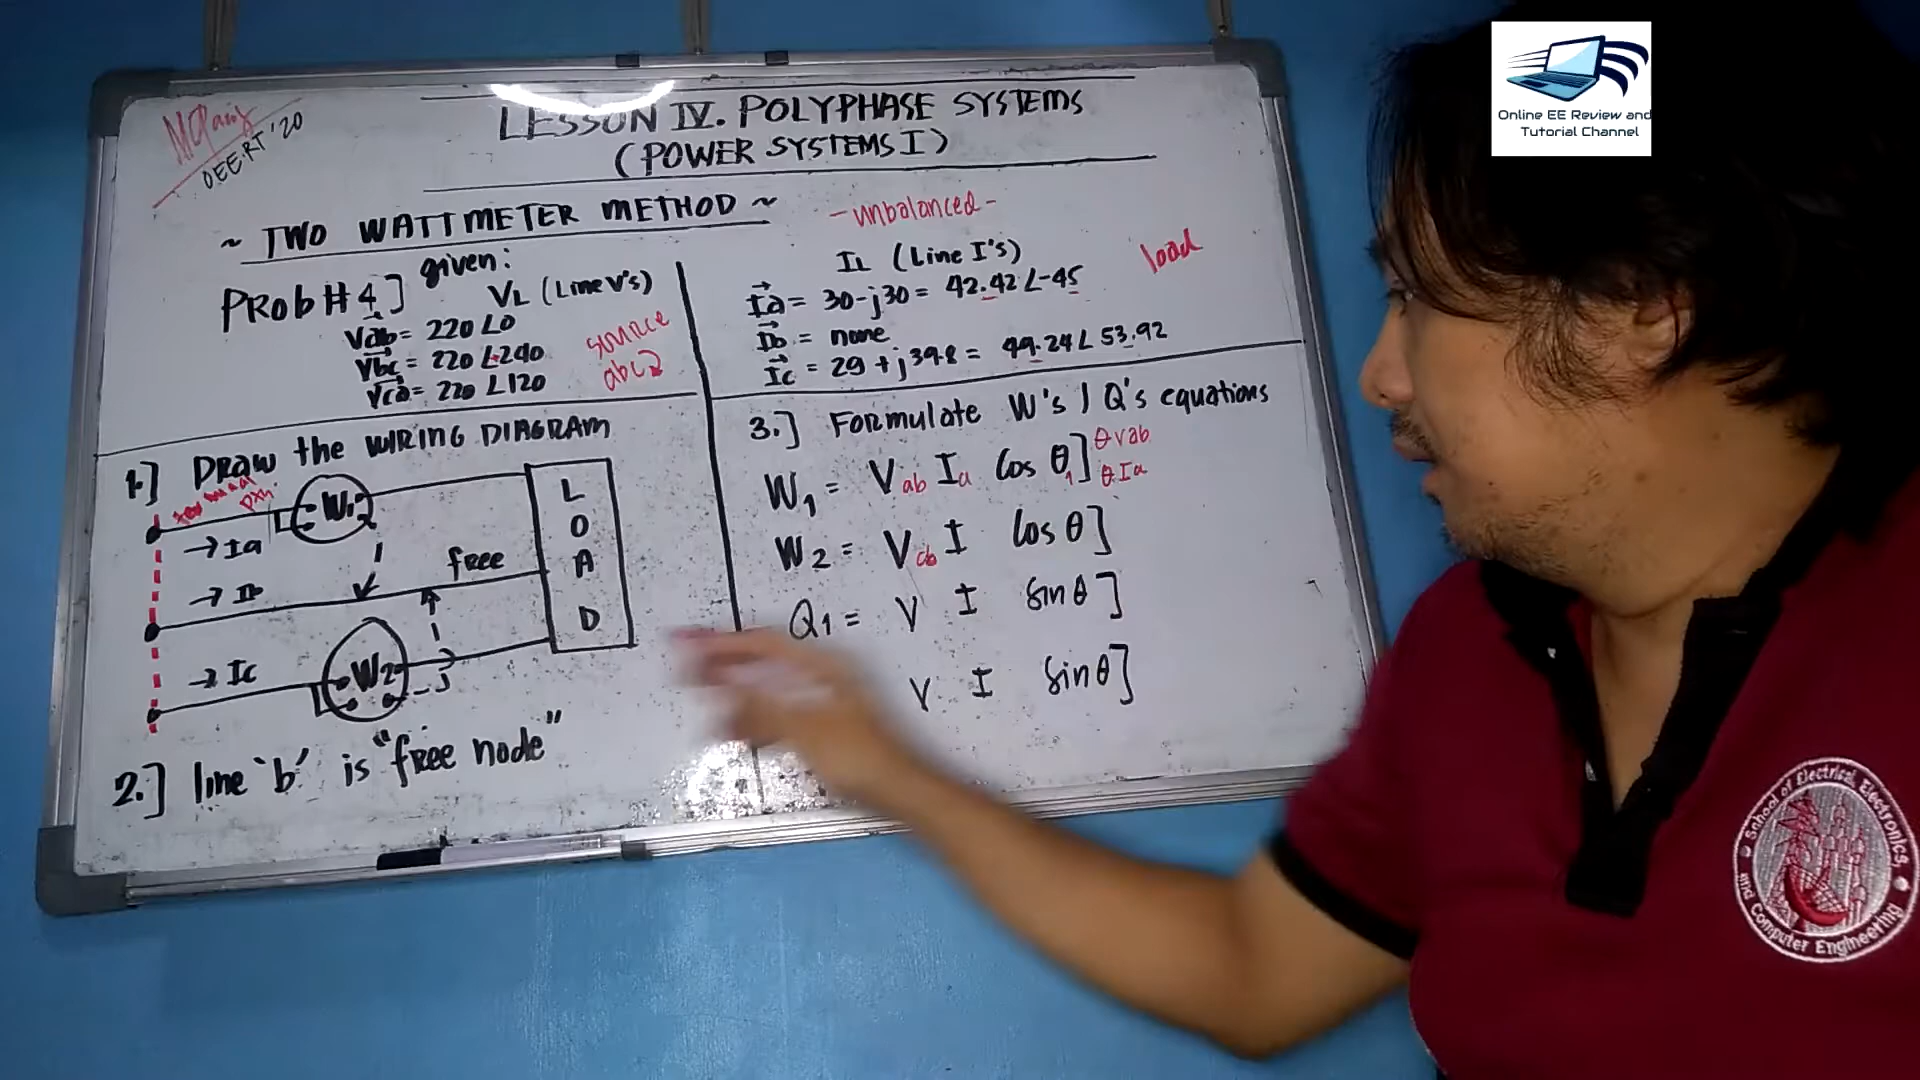 OEERT '20
LESSON IV. POLYPHASE SYSTEMS
(POWER SYSTEMS I)
~ TWO WATTMETER METHOD ~
- unbalanced -
PROB # 4] given:
VL (Line V's)
Vab = 220 ∠0
Vbc = 220 ∠240
Vca = 220 ∠120
source
abc
IL (Line I's)
load
Ia = 30 - j30 = 42.42 ∠-45
Ib = none
Ic = 29 + j39.8 = 49.24 ∠ 53.92
1.] DRAW the WIRING DIAGRAM
W1
→ Ia
→ Ib
free
→ Ic
W2
LOAD
2.] line 'b' is "free node"
3.] Formulate W's / Q's equations
W1 = Vab Ia cos θ1] θVab
θIa
W2 = Vcb I cos θ]
Q1 = V I sin θ]
V I sin θ]
Online EE Review and
Tutorial Channel
School of Electrical, Electronics,
and Computer Engineering